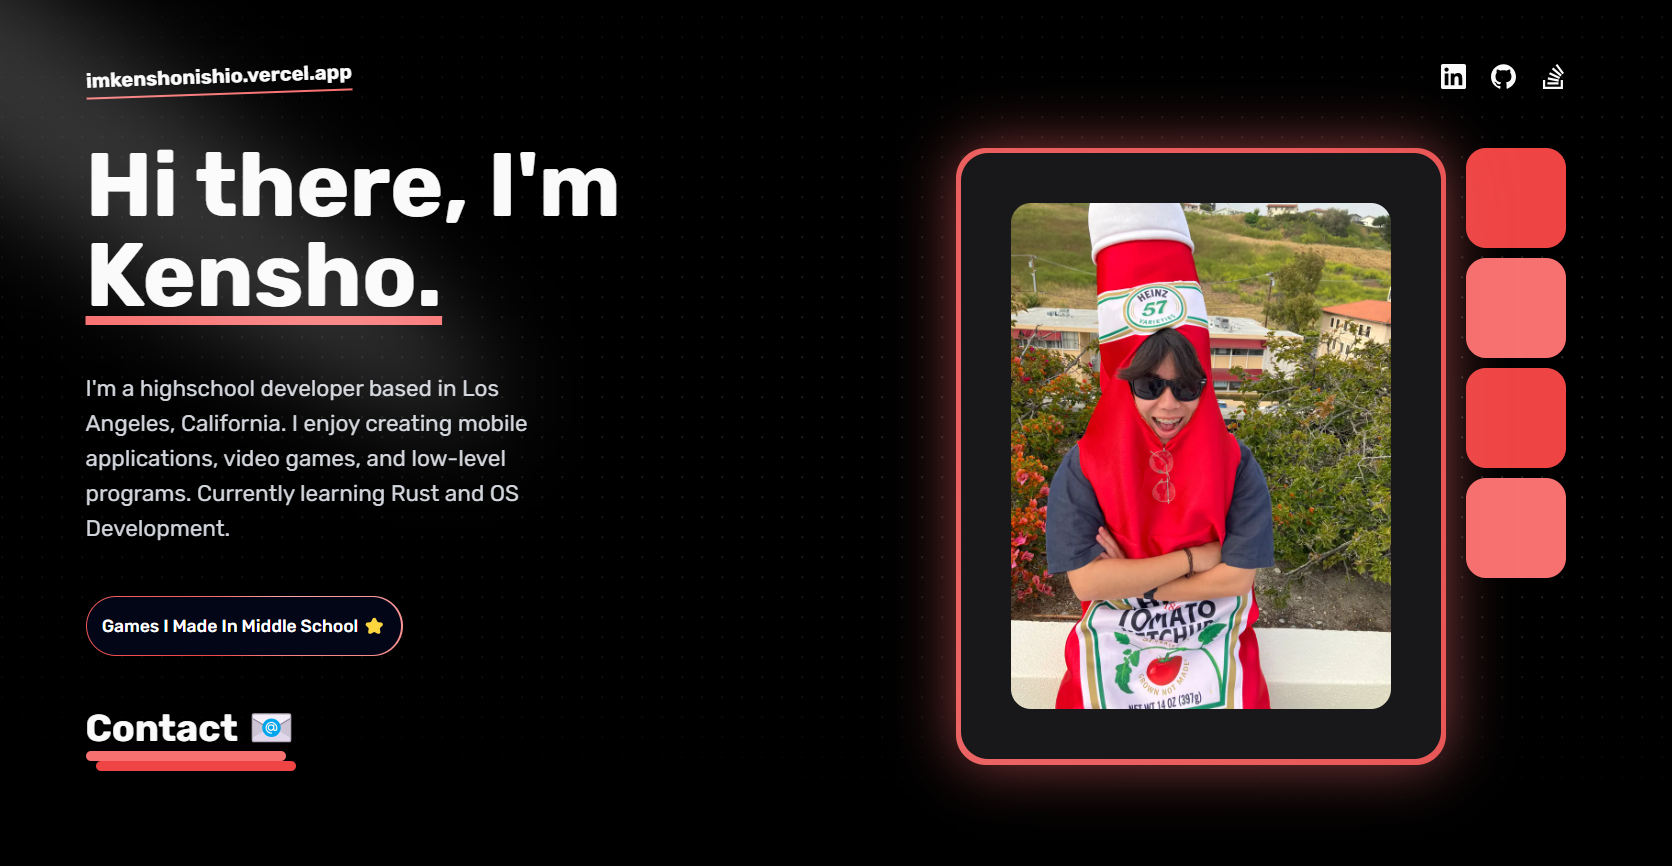 imkenshonishio.vercel.app
Hi there, I'm
Kensho.
I'm a highschool developer based in Los
Angeles, California. I enjoy creating mobile
applications, video games, and low-level
programs. Currently learning Rust and OS
Development.
Games I Made In Middle School
Contact
in
HEINZ
57
VARIETIES
TOMATO
KETCHUP
GROWN NOT MADE
NET WT 14 OZ (397g)